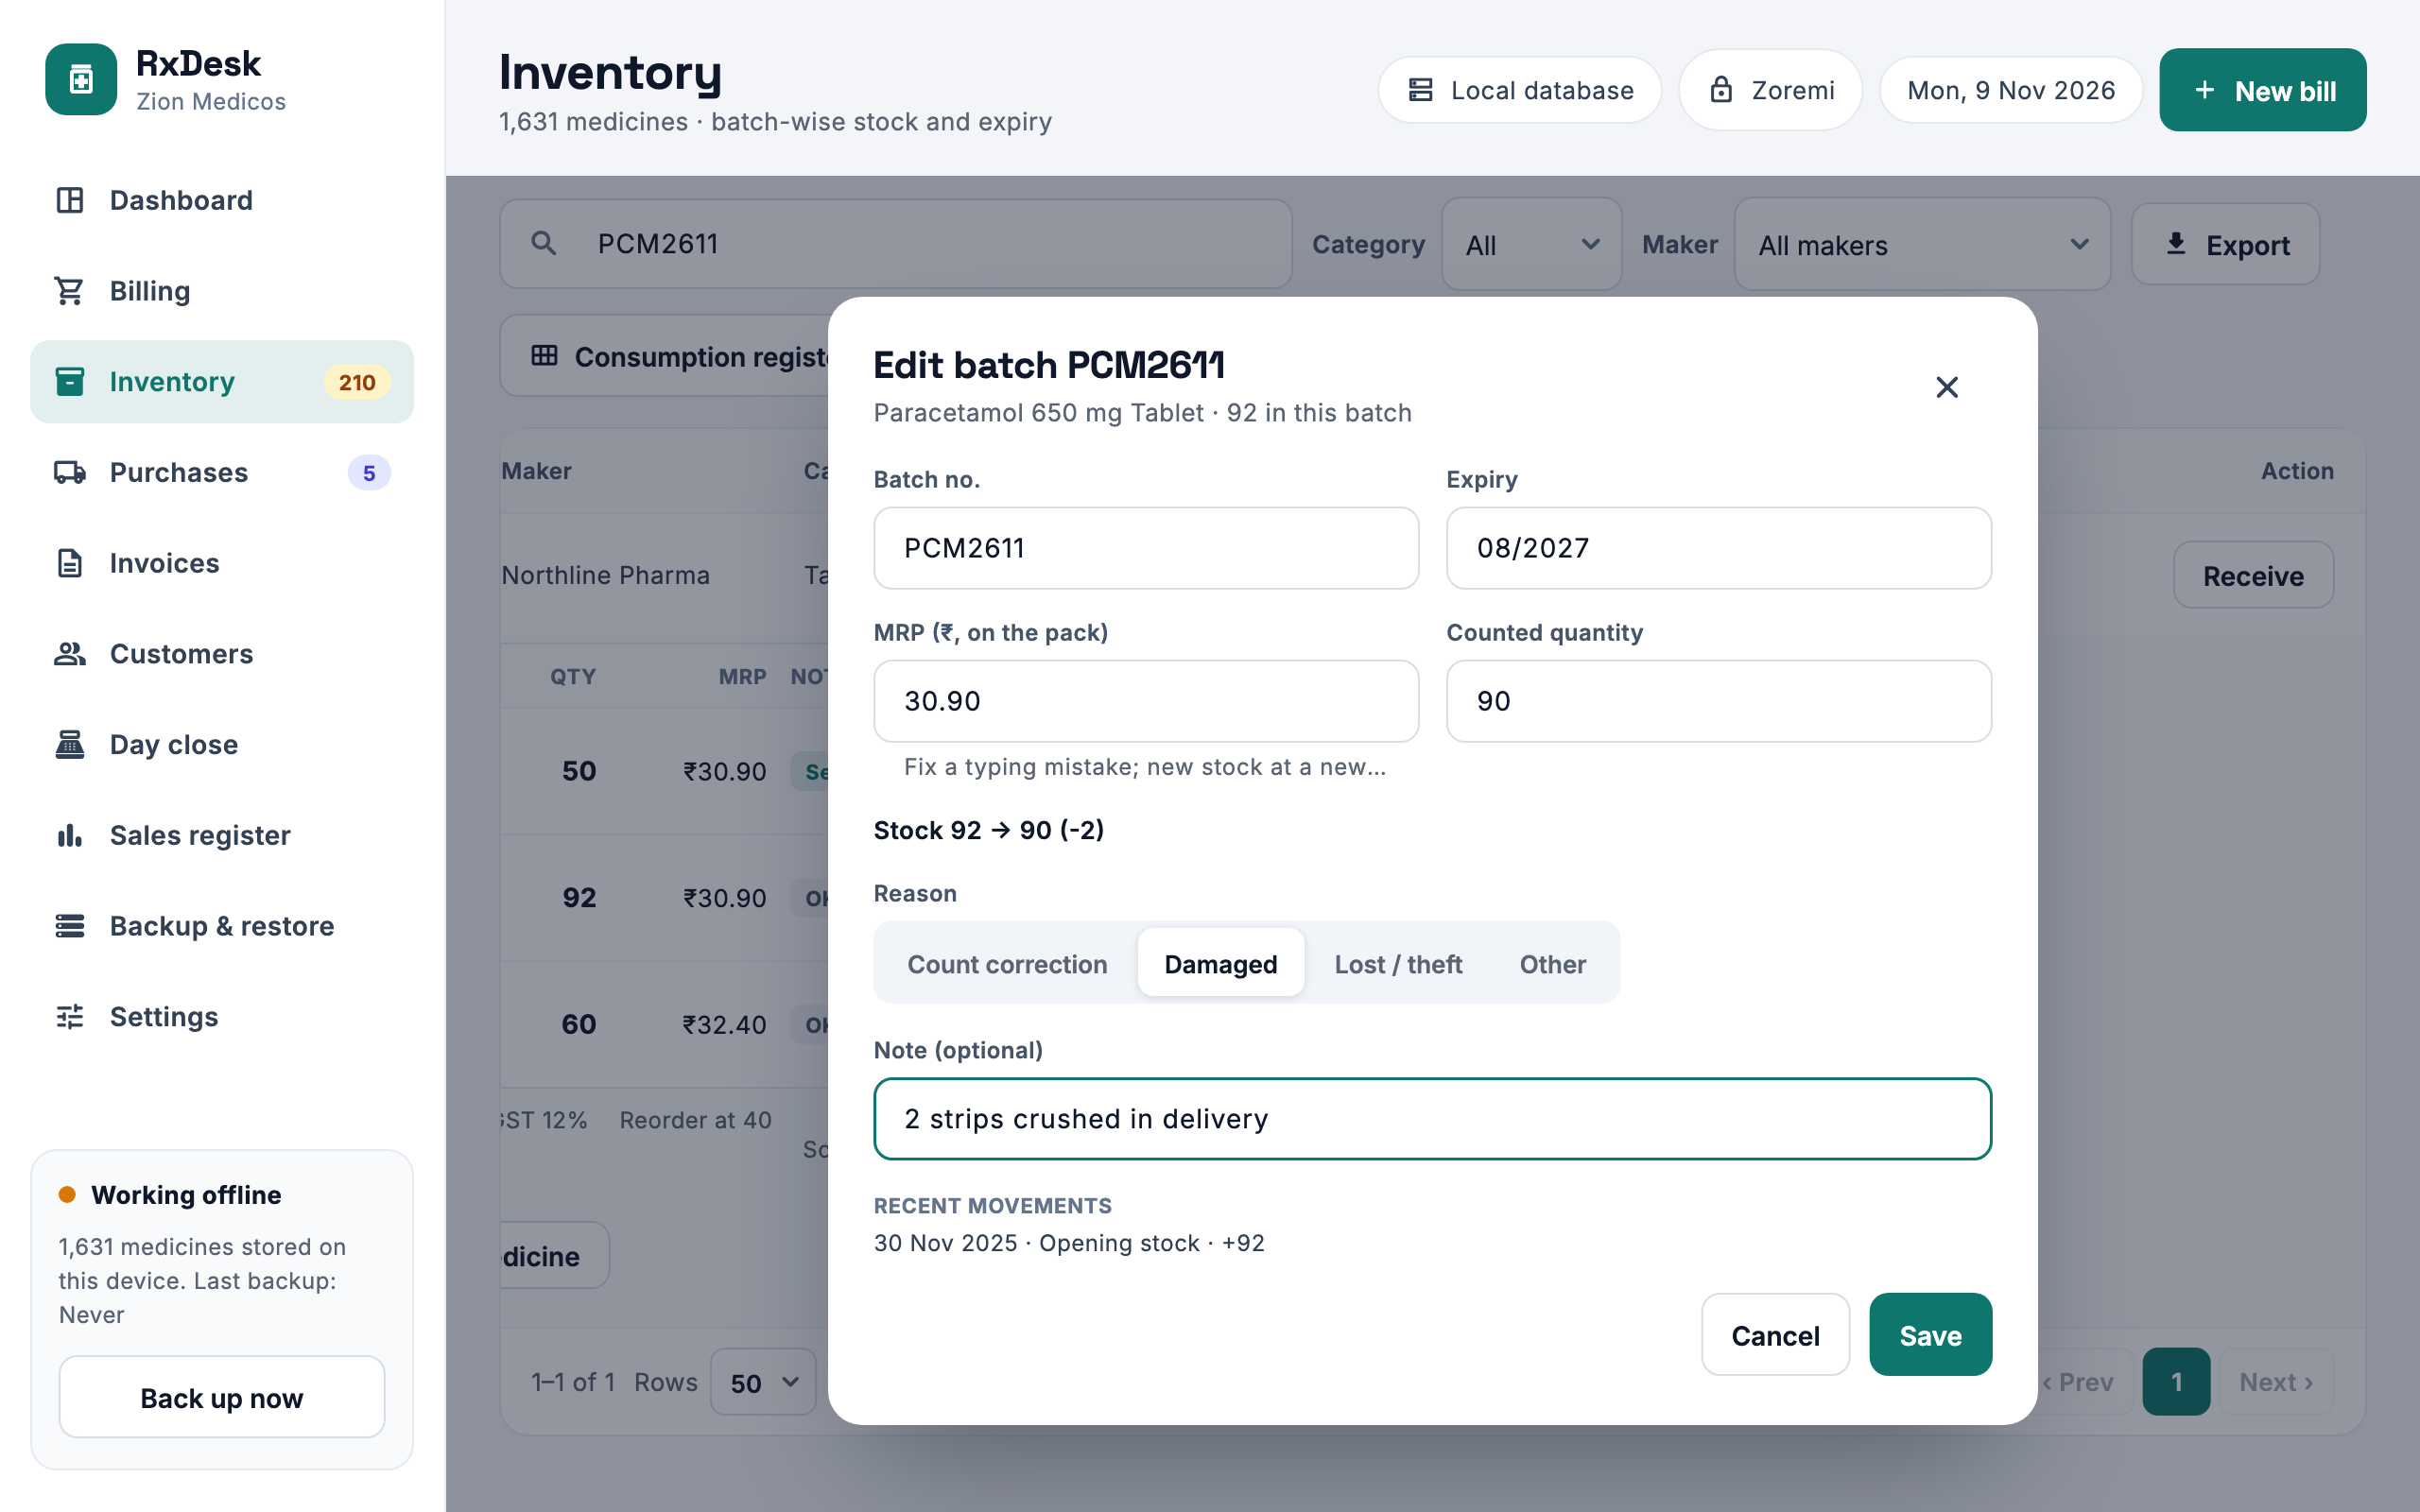 RxDesk
Zion Medicos
Dashboard
Billing
Inventory 210
Purchases 5
Invoices
Customers
Day close
Sales register
Backup & restore
Settings
Working offline
1,631 medicines stored on
this device. Last backup:
Never
Back up now
Inventory
1,631 medicines · batch-wise stock and expiry
Local database
Zoremi
Mon, 9 Nov 2026
+ New bill
PCM2611
Category All
Maker All makers
Export
Consumption
Maker
Action
Northline Pharma
Receive
QTY MRP
50 ₹30.90
92 ₹30.90
60 ₹32.40
12% Reorder at 40
1–1 of 1 Rows 50
‹ Prev 1 Next ›
Edit batch PCM2611
Paracetamol 650 mg Tablet · 92 in this batch
Batch no. Expiry
PCM2611 08/2027
MRP (₹, on the pack) Counted quantity
30.90 90
Fix a typing mistake; new stock at a new...
Stock 92 → 90 (-2)
Reason
Count correction Damaged Lost / theft Other
Note (optional)
2 strips crushed in delivery
RECENT MOVEMENTS
30 Nov 2025 · Opening stock · +92
Cancel Save